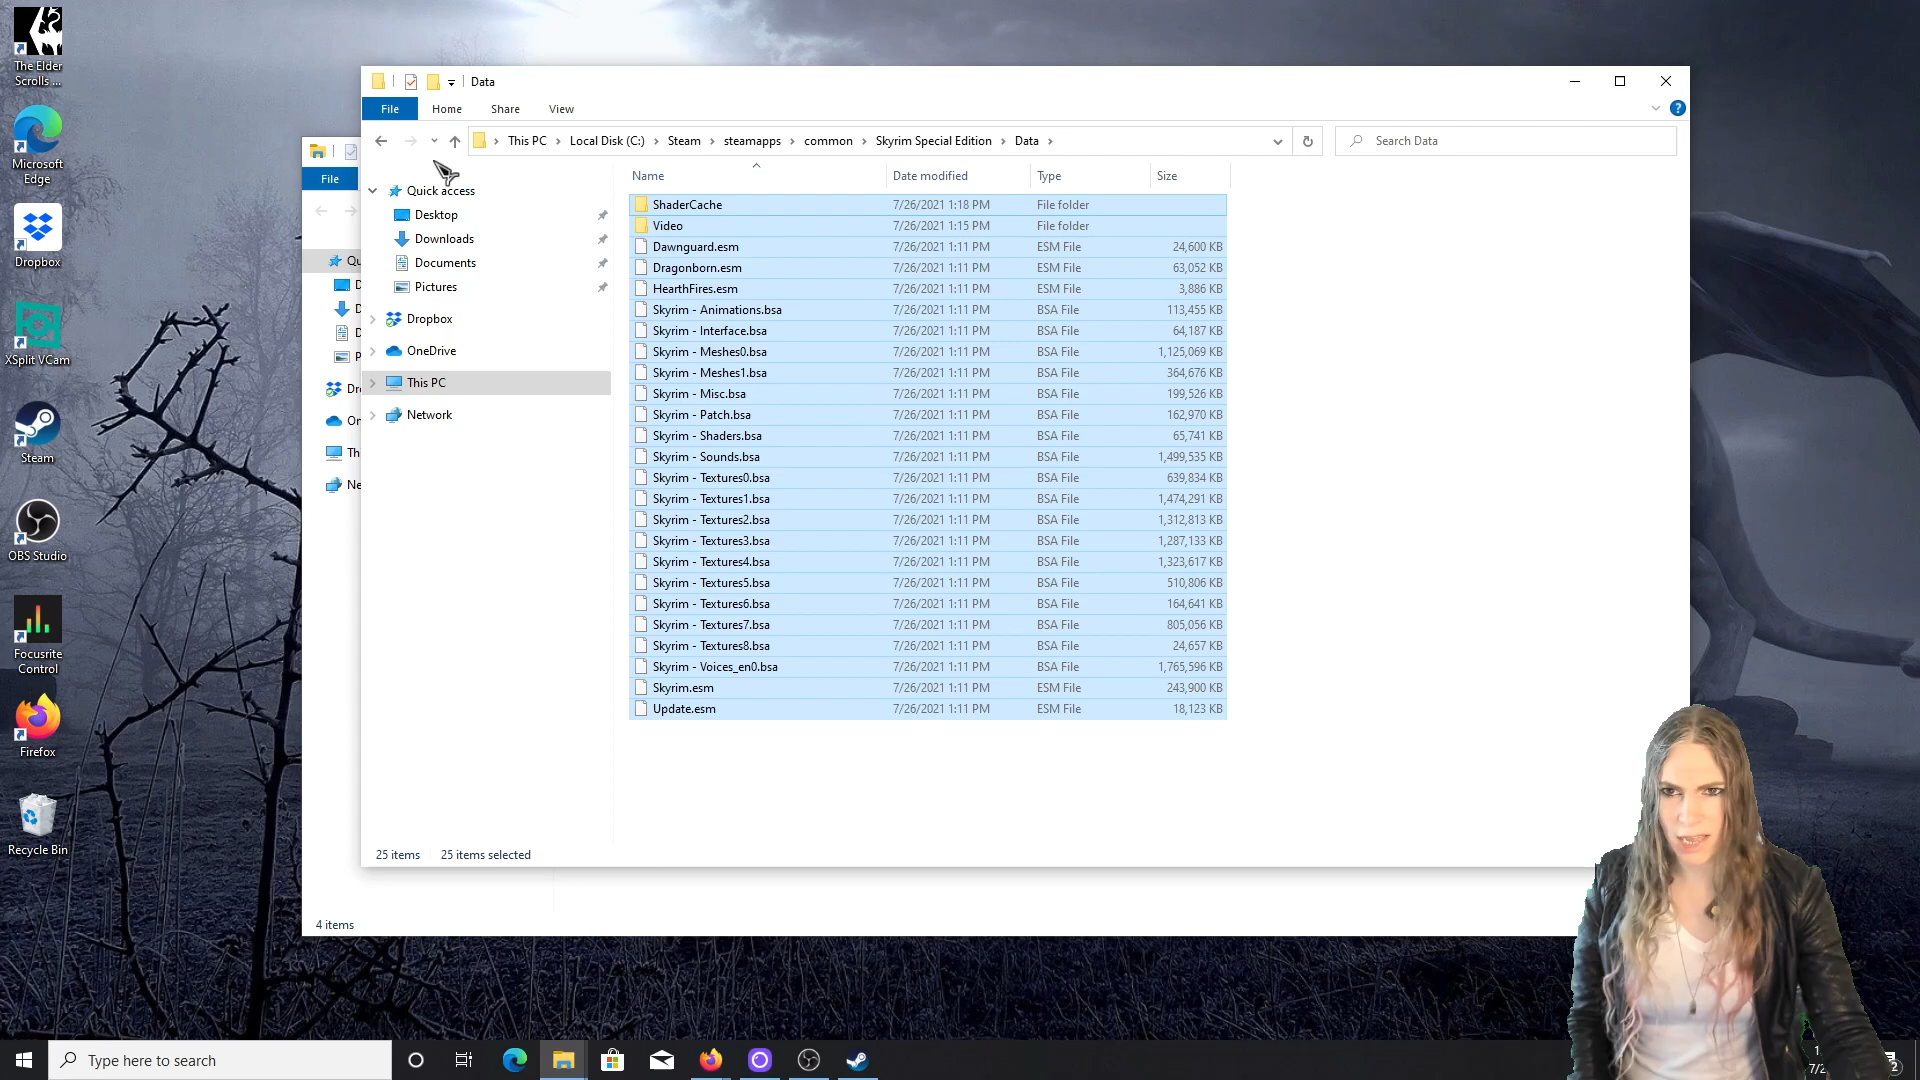 The Elder
Scrolls ...
Microsoft
Edge
Dropbox
XSplit VCam
Steam
OBS Studio
Focusrite
Control
Firefox
Recycle Bin
File
4 items
Data
File Home Share View
This PC Local Disk (C:) Steam steamapps common Skyrim Special Edition Data
Search Data
Quick access
Desktop
Downloads
Documents
Pictures
Dropbox
OneDrive
This PC
Network
Name Date modified Type Size
ShaderCache 7/26/2021 1:18 PM File folder
Video 7/26/2021 1:15 PM File folder
Dawnguard.esm 7/26/2021 1:11 PM ESM File 24,600 KB
Dragonborn.esm 7/26/2021 1:11 PM ESM File 63,052 KB
HearthFires.esm 7/26/2021 1:11 PM ESM File 3,886 KB
Skyrim - Animations.bsa 7/26/2021 1:11 PM BSA File 113,455 KB
Skyrim - Interface.bsa 7/26/2021 1:11 PM BSA File 64,187 KB
Skyrim - Meshes0.bsa 7/26/2021 1:11 PM BSA File 1,125,069 KB
Skyrim - Meshes1.bsa 7/26/2021 1:11 PM BSA File 364,676 KB
Skyrim - Misc.bsa 7/26/2021 1:11 PM BSA File 199,526 KB
Skyrim - Patch.bsa 7/26/2021 1:11 PM BSA File 162,970 KB
Skyrim - Shaders.bsa 7/26/2021 1:11 PM BSA File 65,741 KB
Skyrim - Sounds.bsa 7/26/2021 1:11 PM BSA File 1,499,535 KB
Skyrim - Textures0.bsa 7/26/2021 1:11 PM BSA File 639,834 KB
Skyrim - Textures1.bsa 7/26/2021 1:11 PM BSA File 1,474,291 KB
Skyrim - Textures2.bsa 7/26/2021 1:11 PM BSA File 1,312,813 KB
Skyrim - Textures3.bsa 7/26/2021 1:11 PM BSA File 1,287,133 KB
Skyrim - Textures4.bsa 7/26/2021 1:11 PM BSA File 1,323,617 KB
Skyrim - Textures5.bsa 7/26/2021 1:11 PM BSA File 510,806 KB
Skyrim - Textures6.bsa 7/26/2021 1:11 PM BSA File 164,641 KB
Skyrim - Textures7.bsa 7/26/2021 1:11 PM BSA File 805,056 KB
Skyrim - Textures8.bsa 7/26/2021 1:11 PM BSA File 24,657 KB
Skyrim - Voices_en0.bsa 7/26/2021 1:11 PM BSA File 1,765,596 KB
Skyrim.esm 7/26/2021 1:11 PM ESM File 243,900 KB
Update.esm 7/26/2021 1:11 PM ESM File 18,123 KB
25 items 25 items selected
Type here to search
2